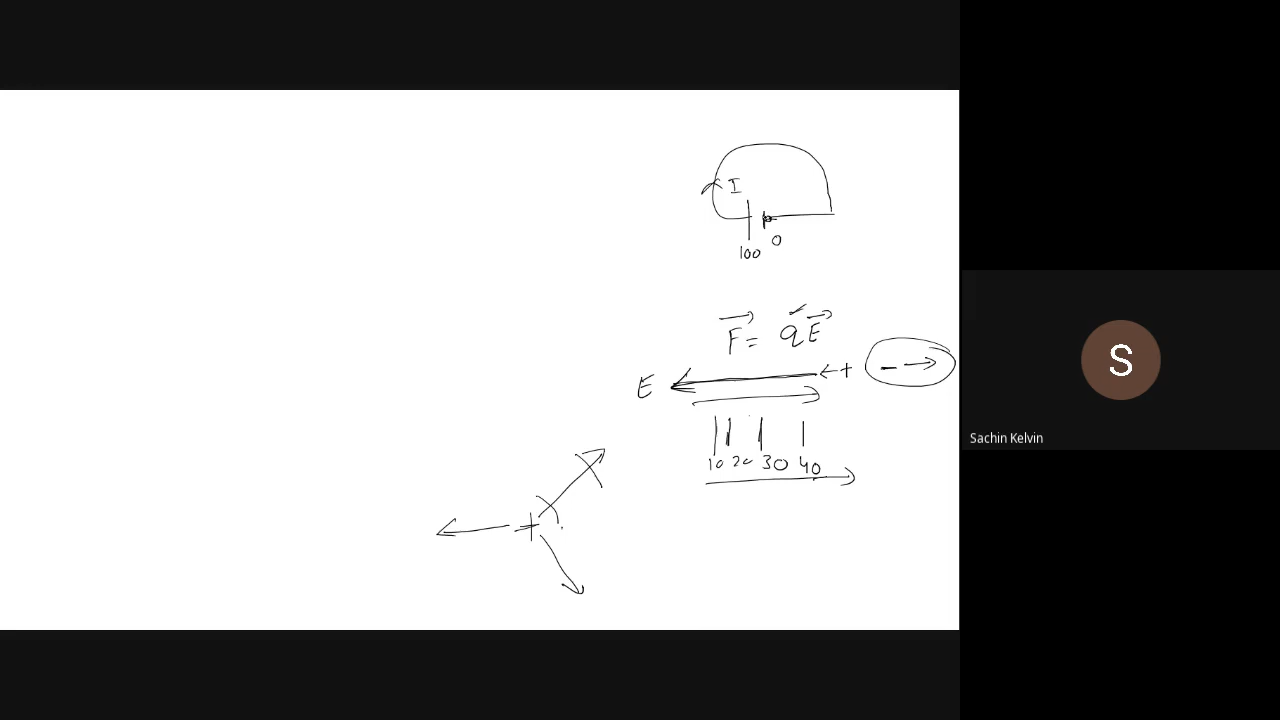 I
100 0
F = qE
E ← + - →
10 20 30 40
+
S
Sachin Kelvin